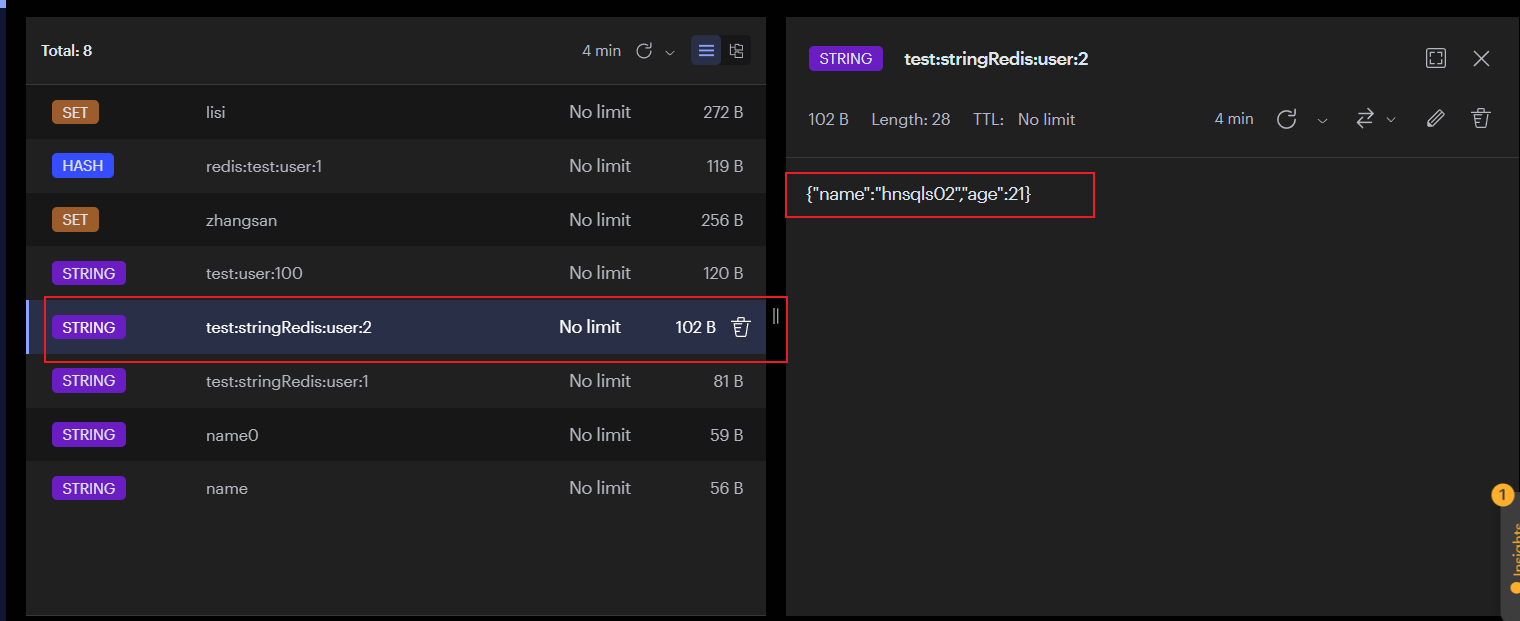 Total: 8 4 min
SET lisi No limit 272 B
HASH redis:test:user:1 No limit 119 B
SET zhangsan No limit 256 B
STRING test:user:100 No limit 120 B
STRING test:stringRedis:user:2 No limit 102 B
STRING test:stringRedis:user:1 No limit 81 B
STRING name0 No limit 59 B
STRING name No limit 56 B
STRING test:stringRedis:user:2
102 B Length: 28 TTL: No limit 4 min
{"name":"hnsqls02","age":21}
1
Insights